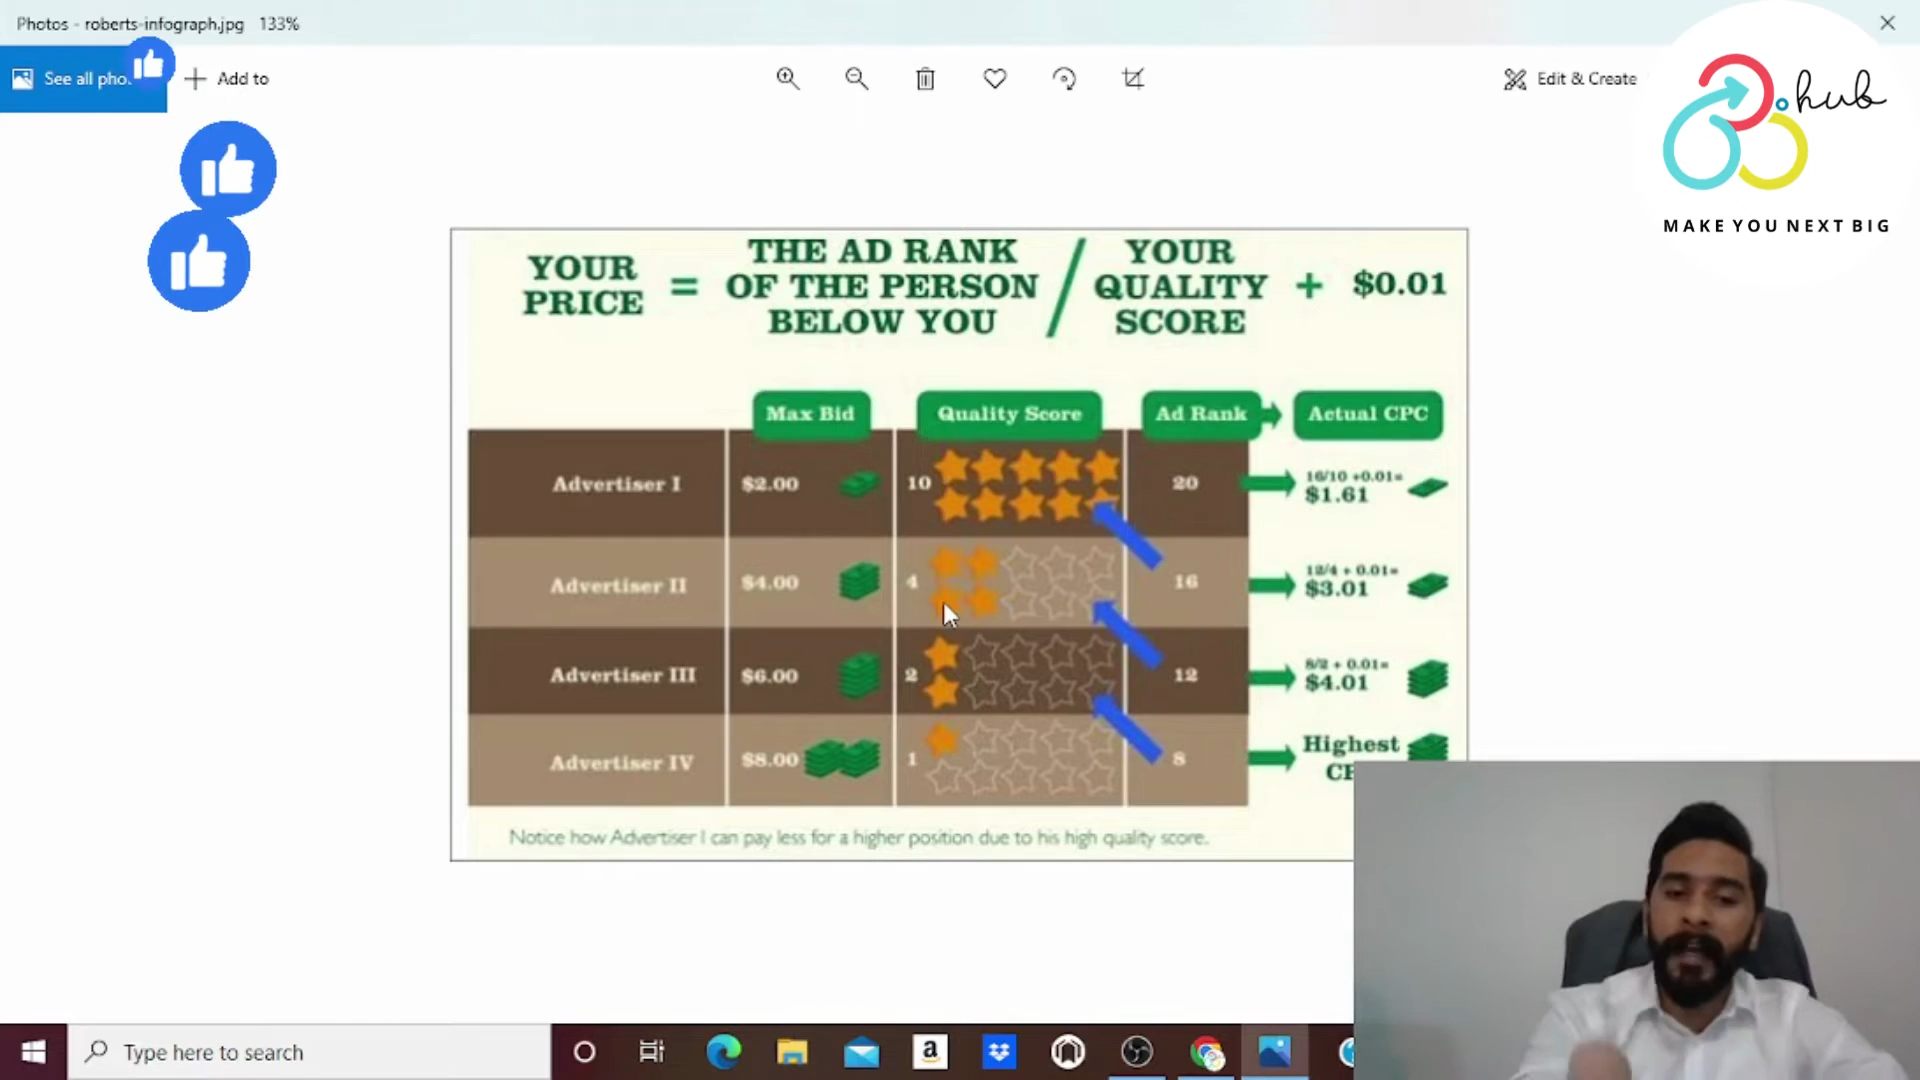 Photos - roberts-infograph.jpg 133%
See all pho
Add to
Edit & Create
.hub
MAKE YOU NEXT BIG
YOUR PRICE = THE AD RANK OF THE PERSON BELOW YOU / YOUR QUALITY SCORE + $0.01
Max Bid Quality Score Ad Rank Actual CPC
Advertiser I $2.00 10 20 16/10 +0.01=
$1.61
Advertiser II $4.00 4 16 12/4 + 0.01=
$3.01
Advertiser III $6.00 2 12 8/2 + 0.01=
$4.01
Advertiser IV $8.00 1 8 Highest
Notice how Advertiser I can pay less for a higher position due to his high quality score.
Type here to search
a